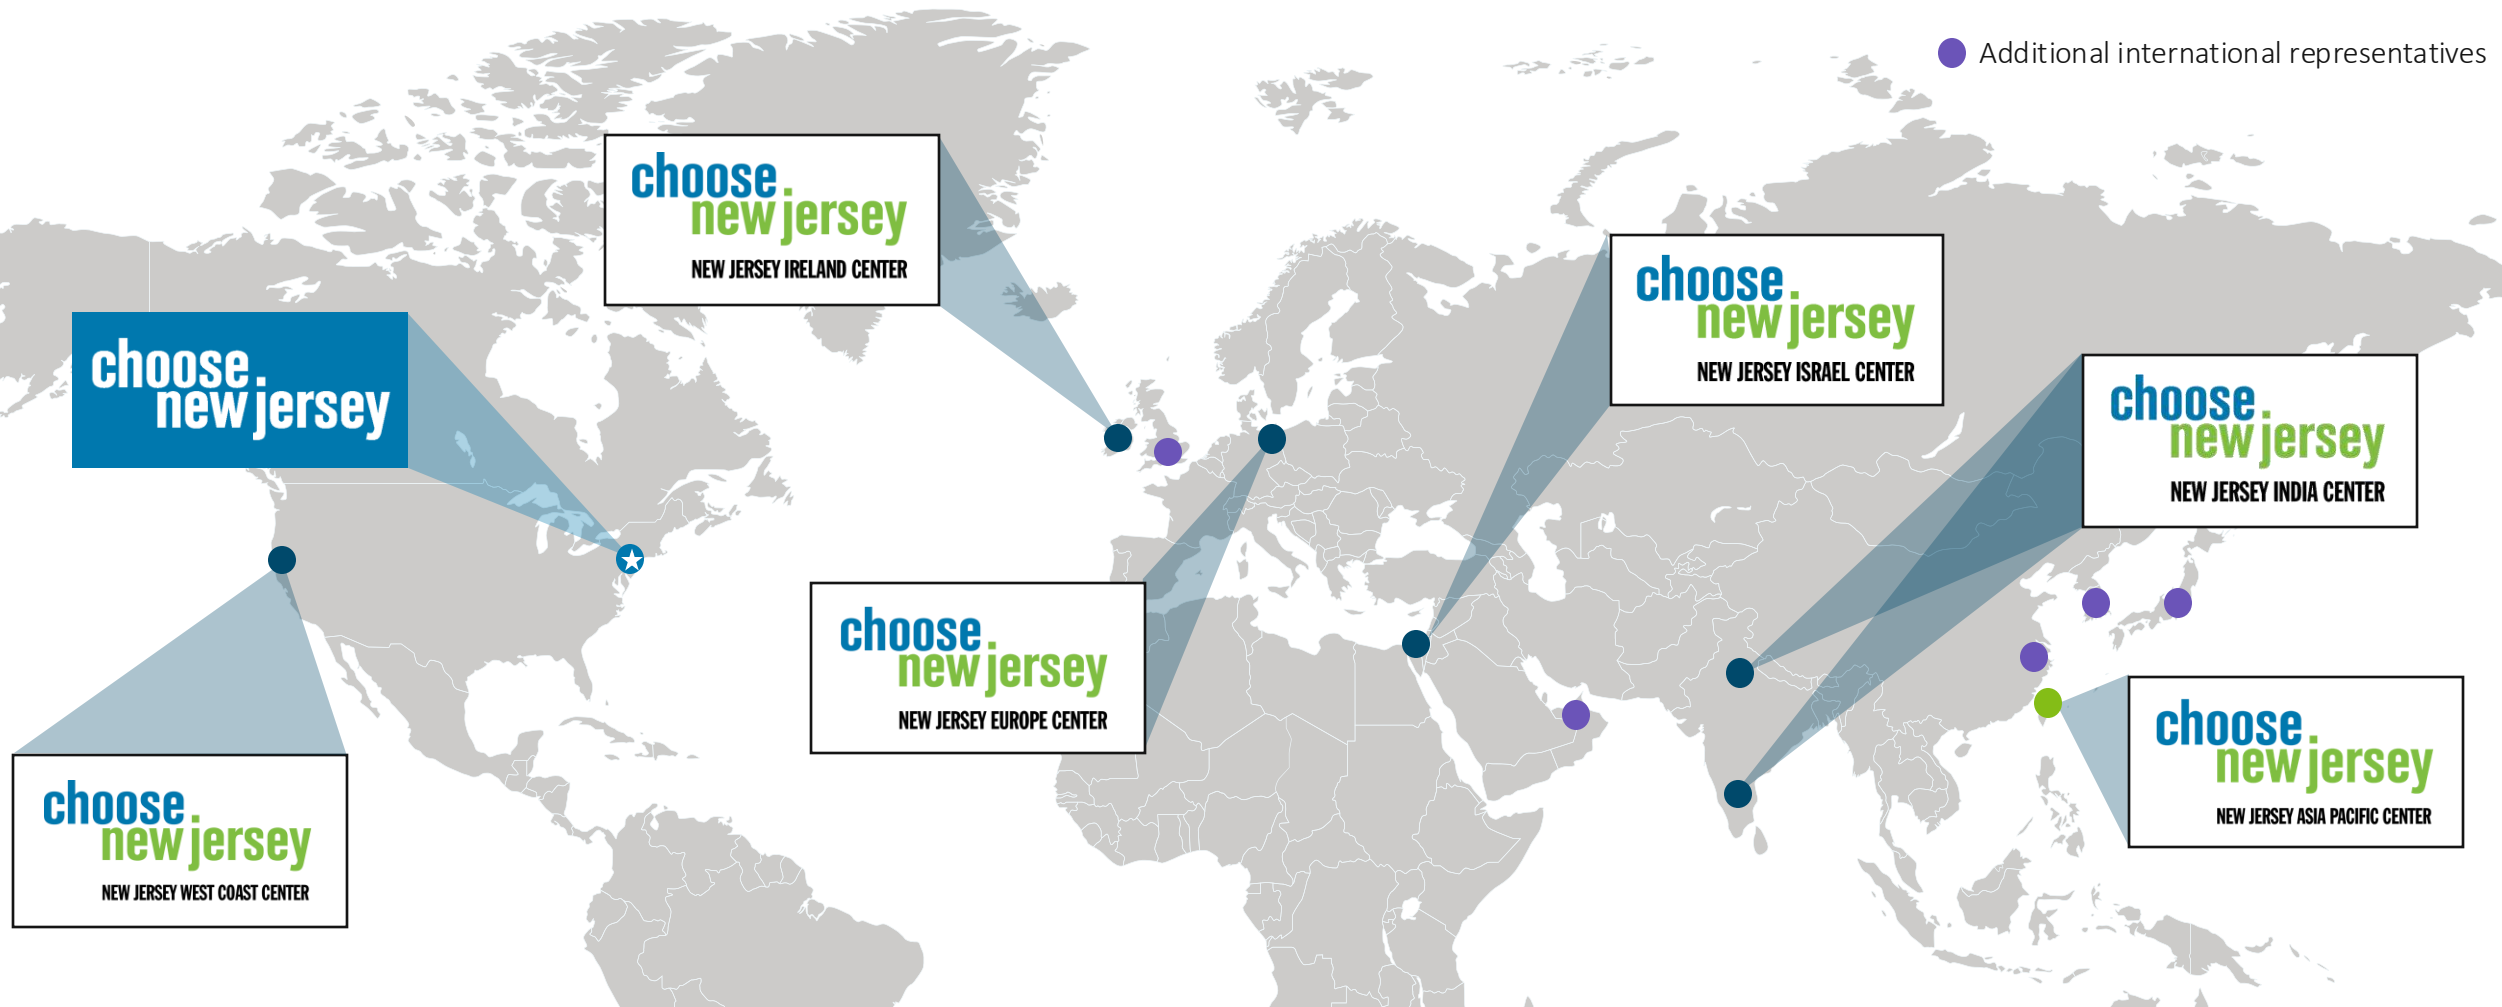 Additional international representatives
choose
new jersey
NEW JERSEY IRELAND CENTER
choose
new jersey
NEW JERSEY ISRAEL CENTER
choose
new jersey
choose
new jersey
NEW JERSEY INDIA CENTER
choose
new jersey
NEW JERSEY EUROPE CENTER
choose
new jersey
NEW JERSEY ASIA PACIFIC CENTER
choose
new jersey
NEW JERSEY WEST COAST CENTER